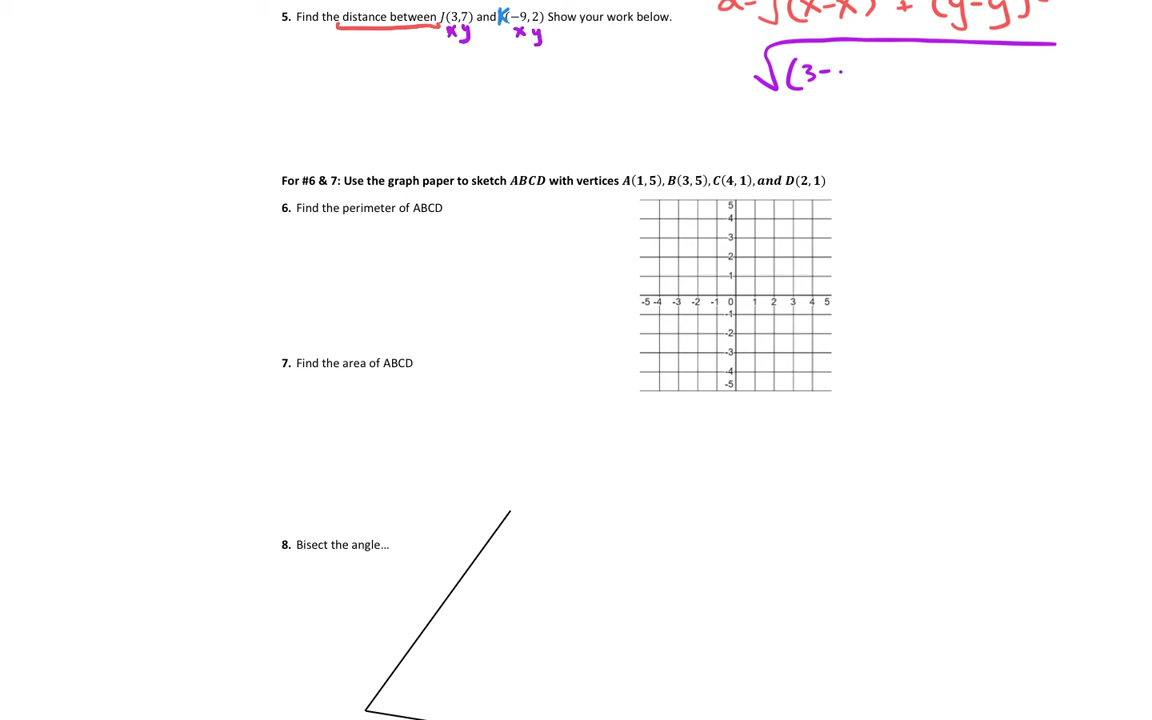 5. Find the distance between J(3,7) and K(−9, 2) Show your work below.
x y x y
d=√(x-x) + (y-y)²
√(3-.
For #6 & 7: Use the graph paper to sketch ABCD with vertices A(1, 5), B(3, 5), C(4, 1), and D(2, 1)
6. Find the perimeter of ABCD
5
4
3
2
1
-5 -4 -3 -2 -1 0 1 2 3 4 5
-1
-2
-3
-4
-5
7. Find the area of ABCD
8. Bisect the angle...